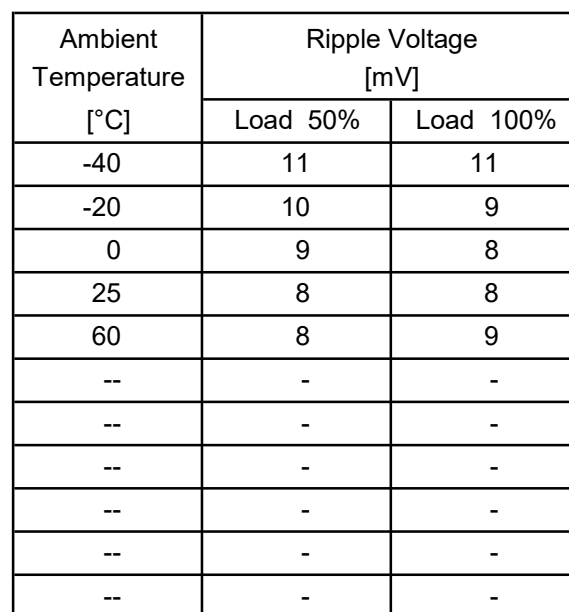 Ambient Temperature [°C] Ripple Voltage [mV]
Load 50% Load 100%
-40 11 11
-20 10 9
0 9 8
25 8 8
60 8 9
-- - -
-- - -
-- - -
-- - -
-- - -
-- - -